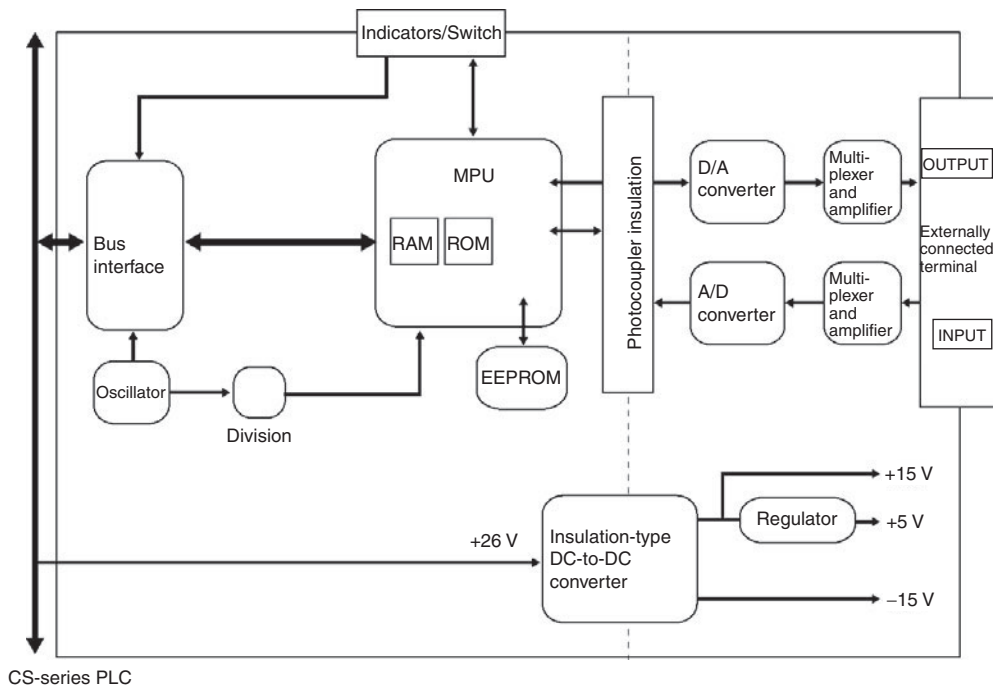 Indicators/Switch
MPU
RAM
ROM
Bus
interface
Photocoupler insulation
D/A
converter
Multi-
plexer
and
amplifier
OUTPUT
Externally
connected
terminal
A/D
converter
Multi-
plexer
and
amplifier
INPUT
EEPROM
Oscillator
Division
+15 V
Regulator
+5 V
+26 V
Insulation-type
DC-to-DC
converter
−15 V
CS-series PLC